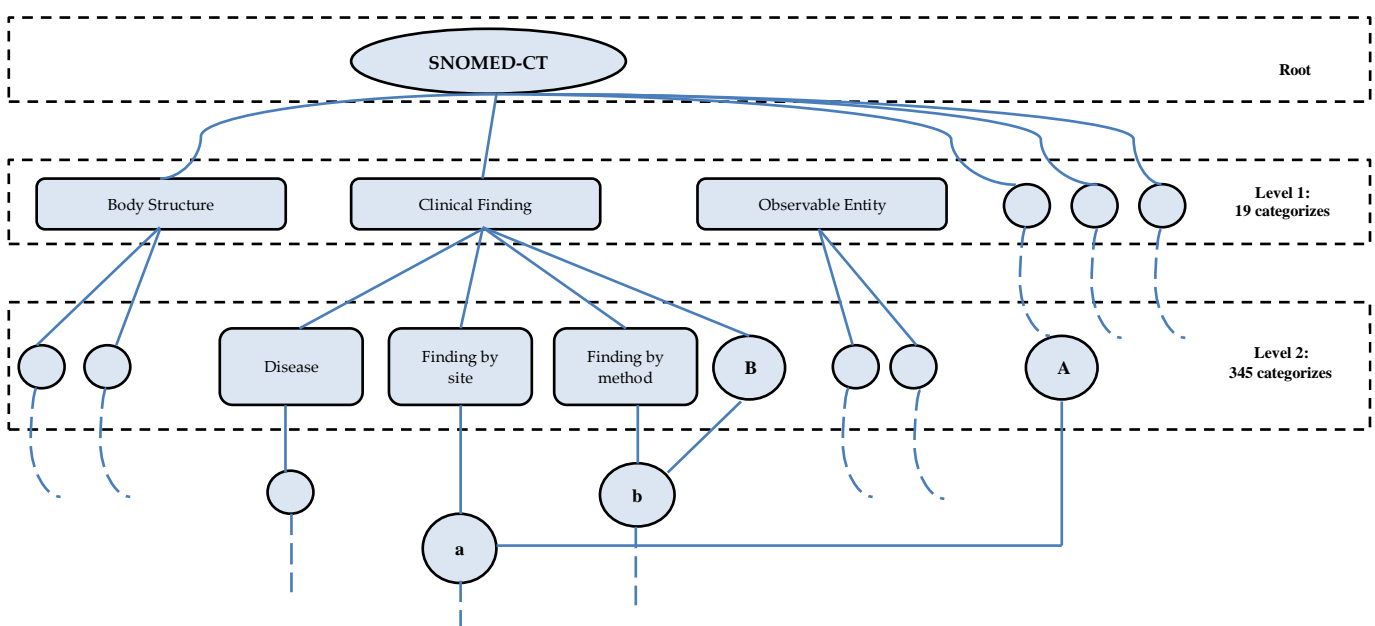 SNOMED-CT
Root
Body Structure
Clinical Finding
Observable Entity
Level 1:
19 categorizes
Disease
Finding by
site
Finding by
method
B
A
Level 2:
345 categorizes
b
a